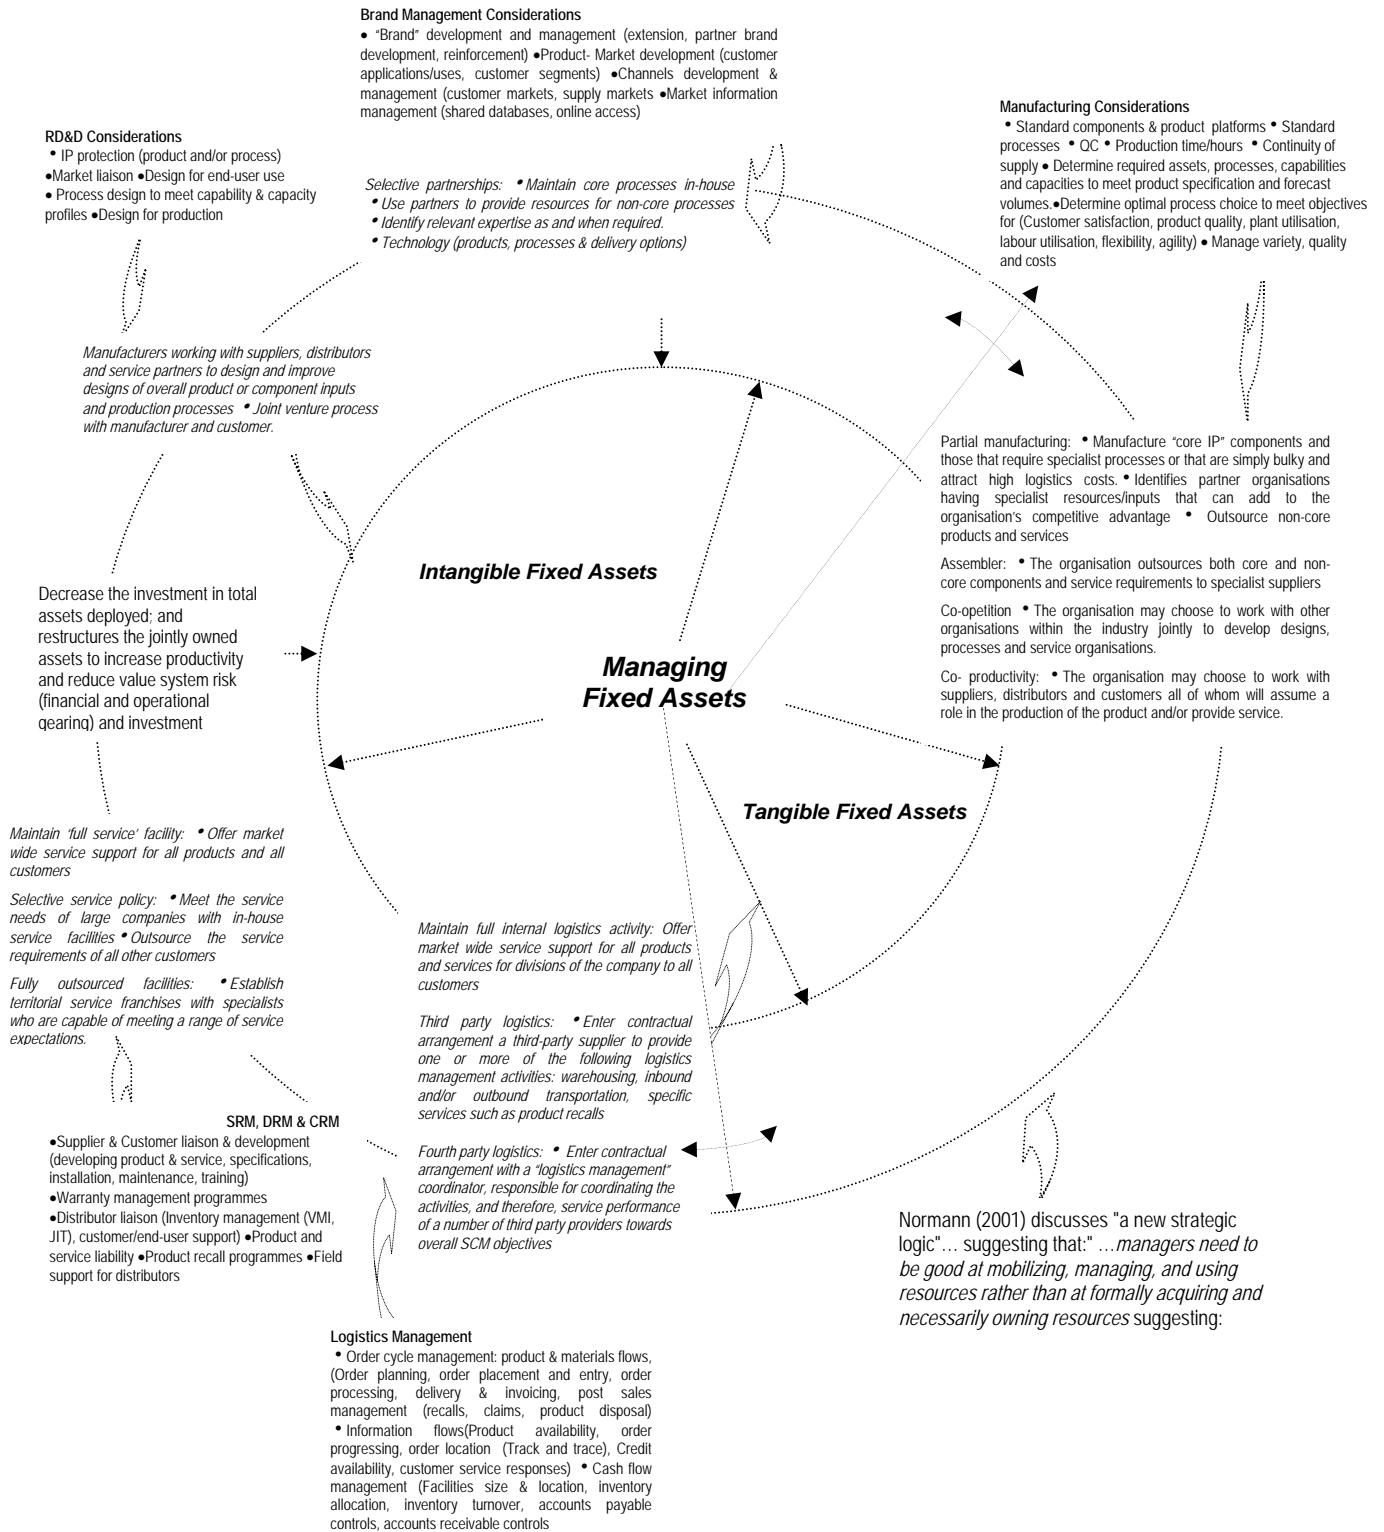 Brand Management Considerations
• “Brand” development and management (extension, partner brand
development, reinforcement) •Product- Market development (customer
applications/uses, customer segments) •Channels development &
management (customer markets, supply markets •Market information
management (shared databases, online access)
RD&D Considerations
• IP protection (product and/or process)
•Market liaison •Design for end-user use
• Process design to meet capability & capacity
profiles •Design for production
Manufacturing Considerations
• Standard components & product platforms • Standard
processes • QC • Production time/hours • Continuity of
supply • Determine required assets, processes, capabilities
and capacities to meet product specification and forecast
volumes.•Determine optimal process choice to meet objectives
for (Customer satisfaction, product quality, plant utilisation,
labour utilisation, flexibility, agility) • Manage variety, quality
and costs
Selective partnerships: • Maintain core processes in-house
• Use partners to provide resources for non-core processes
• Identify relevant expertise as and when required.
• Technology (products, processes & delivery options)
Manufacturers working with suppliers, distributors
and service partners to design and improve
designs of overall product or component inputs
and production processes • Joint venture process
with manufacturer and customer.
Partial manufacturing: • Manufacture “core IP” components and
those that require specialist processes or that are simply bulky and
attract high logistics costs. • Identifies partner organisations
having specialist resources/inputs that can add to the
organisation’s competitive advantage • Outsource non-core
products and services
Assembler: • The organisation outsources both core and non-
core components and service requirements to specialist suppliers
Co-opetition • The organisation may choose to work with other
organisations within the industry jointly to develop designs,
processes and service organisations.
Co- productivity: • The organisation may choose to work with
suppliers, distributors and customers all of whom will assume a
role in the production of the product and/or provide service.
Intangible Fixed Assets
Decrease the investment in total
assets deployed; and
restructures the jointly owned
assets to increase productivity
and reduce value system risk
(financial and operational
gearing) and investment
Managing
Fixed Assets
Tangible Fixed Assets
Maintain ‘full service’ facility: • Offer market
wide service support for all products and all
customers
Selective service policy: • Meet the service
needs of large companies with in-house
service facilities • Outsource the service
requirements of all other customers
Fully outsourced facilities: • Establish
territorial service franchises with specialists
who are capable of meeting a range of service
expectations.
Maintain full internal logistics activity: Offer
market wide service support for all products
and services for divisions of the company to all
customers
Third party logistics: • Enter contractual
arrangement a third-party supplier to provide
one or more of the following logistics
management activities: warehousing, inbound
and/or outbound transportation, specific
services such as product recalls
Fourth party logistics: • Enter contractual
arrangement with a “logistics management”
coordinator, responsible for coordinating the
activities, and therefore, service performance
of a number of third party providers towards
overall SCM objectives
SRM, DRM & CRM
•Supplier & Customer liaison & development
(developing product & service, specifications,
installation, maintenance, training)
•Warranty management programmes
•Distributor liaison (Inventory management (VMI,
JIT), customer/end-user support) •Product and
service liability •Product recall programmes •Field
support for distributors
Normann (2001) discusses "a new strategic
logic"… suggesting that:" …managers need to
be good at mobilizing, managing, and using
resources rather than at formally acquiring and
necessarily owning resources suggesting:
Logistics Management
• Order cycle management: product & materials flows,
(Order planning, order placement and entry, order
processing, delivery & invoicing, post sales
management (recalls, claims, product disposal)
• Information flows(Product availability, order
progressing, order location (Track and trace), Credit
availability, customer service responses) • Cash flow
management (Facilities size & location, inventory
allocation, inventory turnover, accounts payable
controls, accounts receivable controls